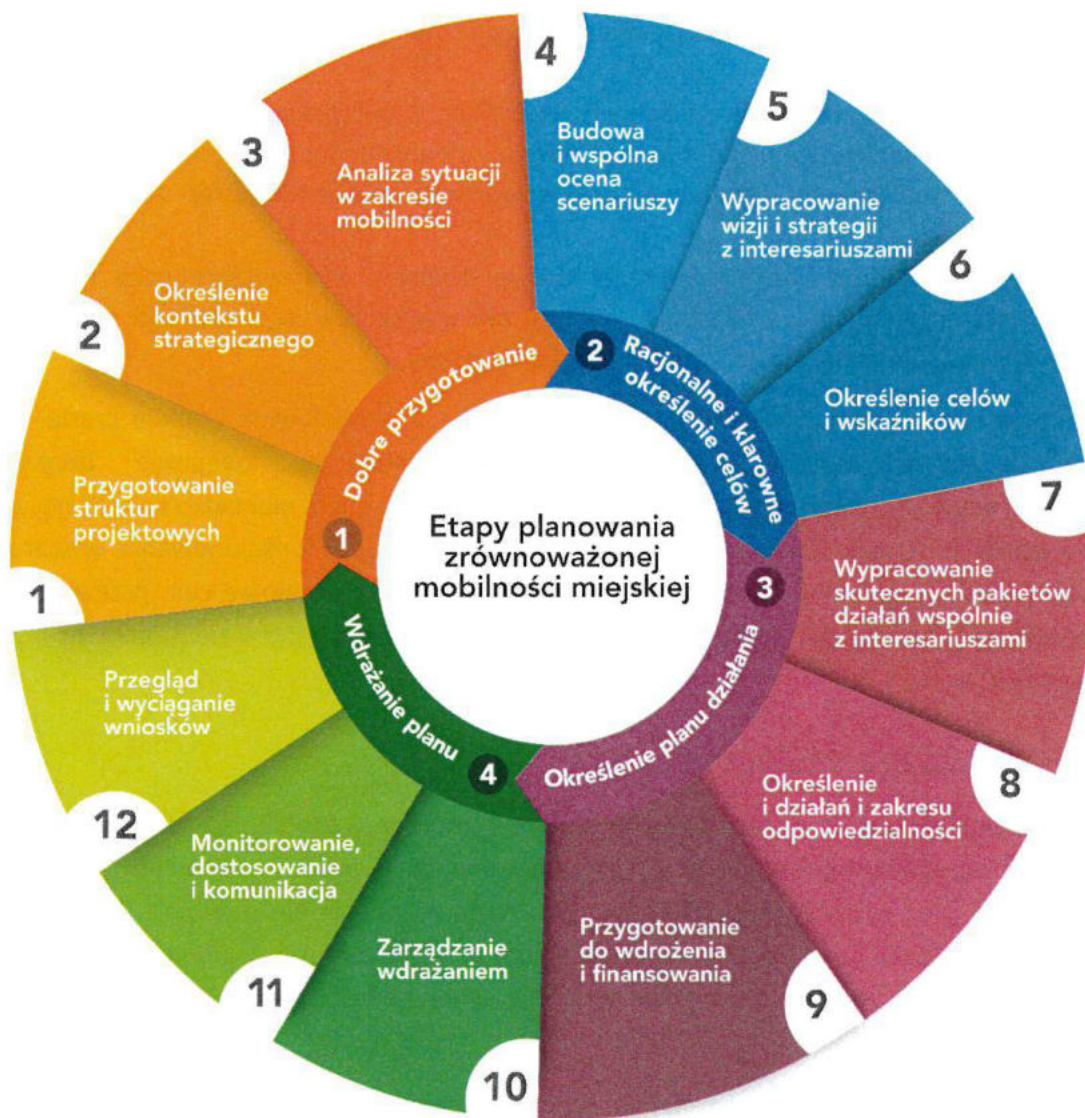 Etapy planowania
zrównoważonej
mobilności miejskiej
1
Dobre przygotowanie
1
Przygotowanie
struktur
projektowych
2
Określenie
kontekstu
strategicznego
3
Analiza sytuacji
w zakresie
mobilności
2
Racjonalne i klarowne
określenie celów
4
Budowa
i wspólna
ocena
scenariuszy
5
Wypracowanie
wizji i strategii
z interesariuszami
6
Określenie celów
i wskaźników
3
Określenie planu działania
7
Wypracowanie
skutecznych pakietów
działań wspólnie
z interesariuszami
8
Określenie
i działań i zakresu
odpowiedzialności
9
Przygotowanie
do wdrożenia
i finansowania
4
Wdrażanie planu
10
Zarządzanie
wdrażaniem
11
Monitorowanie,
dostosowanie
i komunikacja
12
Przegląd
i wyciąganie
wniosków